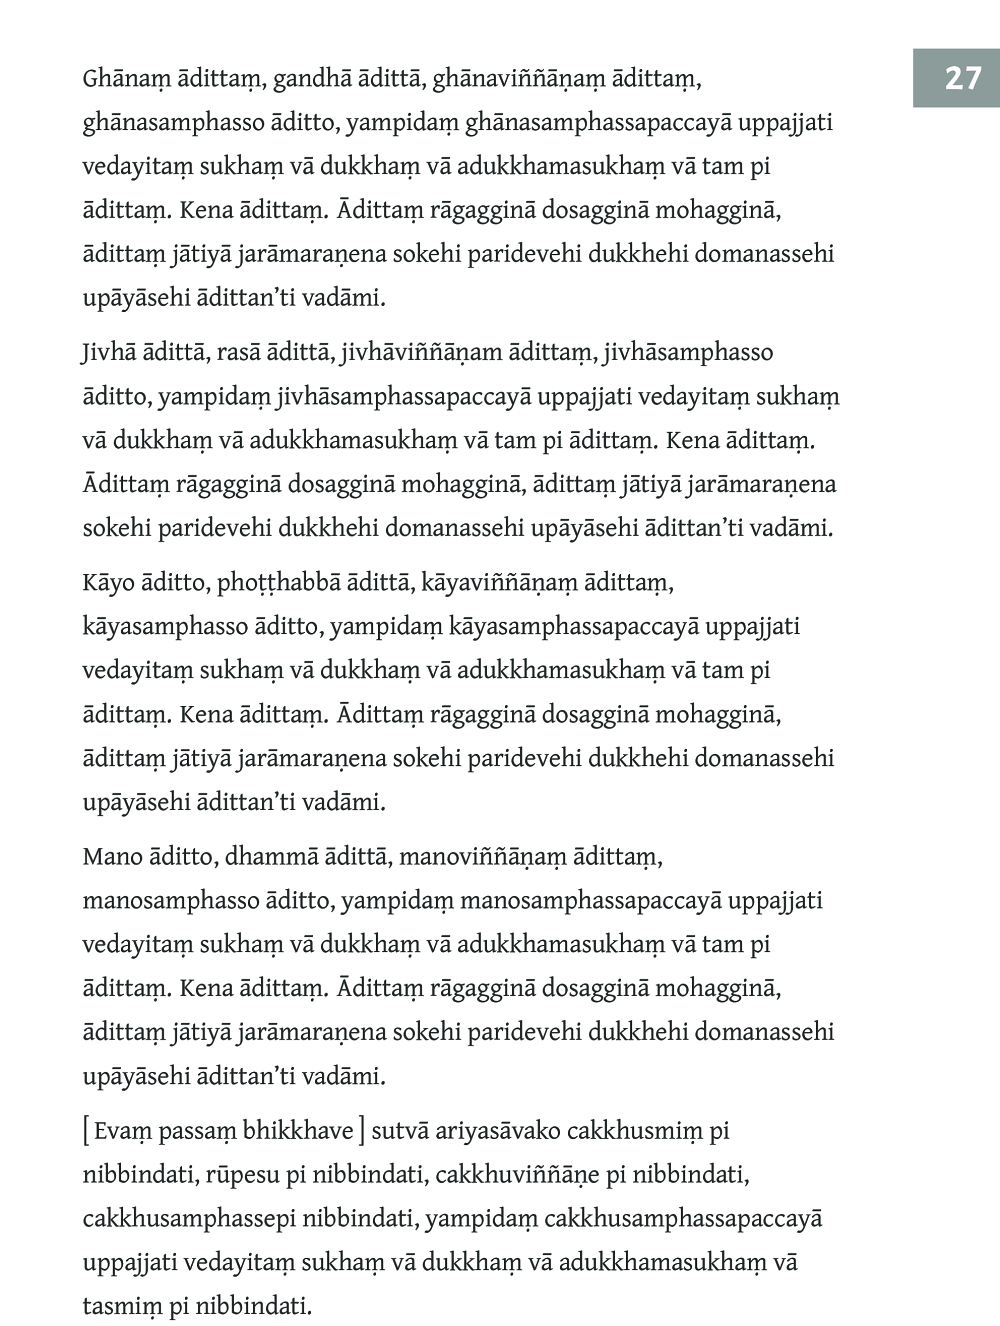 27
Ghānaṃ ādittaṃ, gandhā ādittā, ghānaviññāṇaṃ ādittaṃ,
ghānasamphasso āditto, yampidaṃ ghānasamphassapaccayā uppajjati
vedayitaṃ sukhaṃ vā dukkhaṃ vā adukkhamasukhaṃ vā tam pi
ādittaṃ. Kena ādittaṃ. Ādittaṃ rāgagginā dosagginā mohagginā,
ādittaṃ jātiyā jarāmaraṇena sokehi paridevehi dukkhehi domanassehi
upāyāsehi ādittan’ti vadāmi.
Jivhā ādittā, rasā ādittā, jivhāviññāṇam ādittaṃ, jivhāsamphasso
āditto, yampidaṃ jivhāsamphassapaccayā uppajjati vedayitaṃ sukhaṃ
vā dukkhaṃ vā adukkhamasukhaṃ vā tam pi ādittaṃ. Kena ādittaṃ.
Ādittaṃ rāgagginā dosagginā mohagginā, ādittaṃ jātiyā jarāmaraṇena
sokehi paridevehi dukkhehi domanassehi upāyāsehi ādittan’ti vadāmi.
Kāyo āditto, phoṭṭhabbā ādittā, kāyaviññāṇaṃ ādittaṃ,
kāyasamphasso āditto, yampidaṃ kāyasamphassapaccayā uppajjati
vedayitaṃ sukhaṃ vā dukkhaṃ vā adukkhamasukhaṃ vā tam pi
ādittaṃ. Kena ādittaṃ. Ādittaṃ rāgagginā dosagginā mohagginā,
ādittaṃ jātiyā jarāmaraṇena sokehi paridevehi dukkhehi domanassehi
upāyāsehi ādittan’ti vadāmi.
Mano āditto, dhammā ādittā, manoviññāṇaṃ ādittaṃ,
manosamphasso āditto, yampidaṃ manosamphassapaccayā uppajjati
vedayitaṃ sukhaṃ vā dukkhaṃ vā adukkhamasukhaṃ vā tam pi
ādittaṃ. Kena ādittaṃ. Ādittaṃ rāgagginā dosagginā mohagginā,
ādittaṃ jātiyā jarāmaraṇena sokehi paridevehi dukkhehi domanassehi
upāyāsehi ādittan’ti vadāmi.
[ Evaṃ passaṃ bhikkhave ] sutvā ariyasāvako cakkhusmiṃ pi
nibbindati, rūpesu pi nibbindati, cakkhuviññāṇe pi nibbindati,
cakkhusamphassepi nibbindati, yampidaṃ cakkhusamphassapaccayā
uppajjati vedayitaṃ sukhaṃ vā dukkhaṃ vā adukkhamasukhaṃ vā
tasmiṃ pi nibbindati.